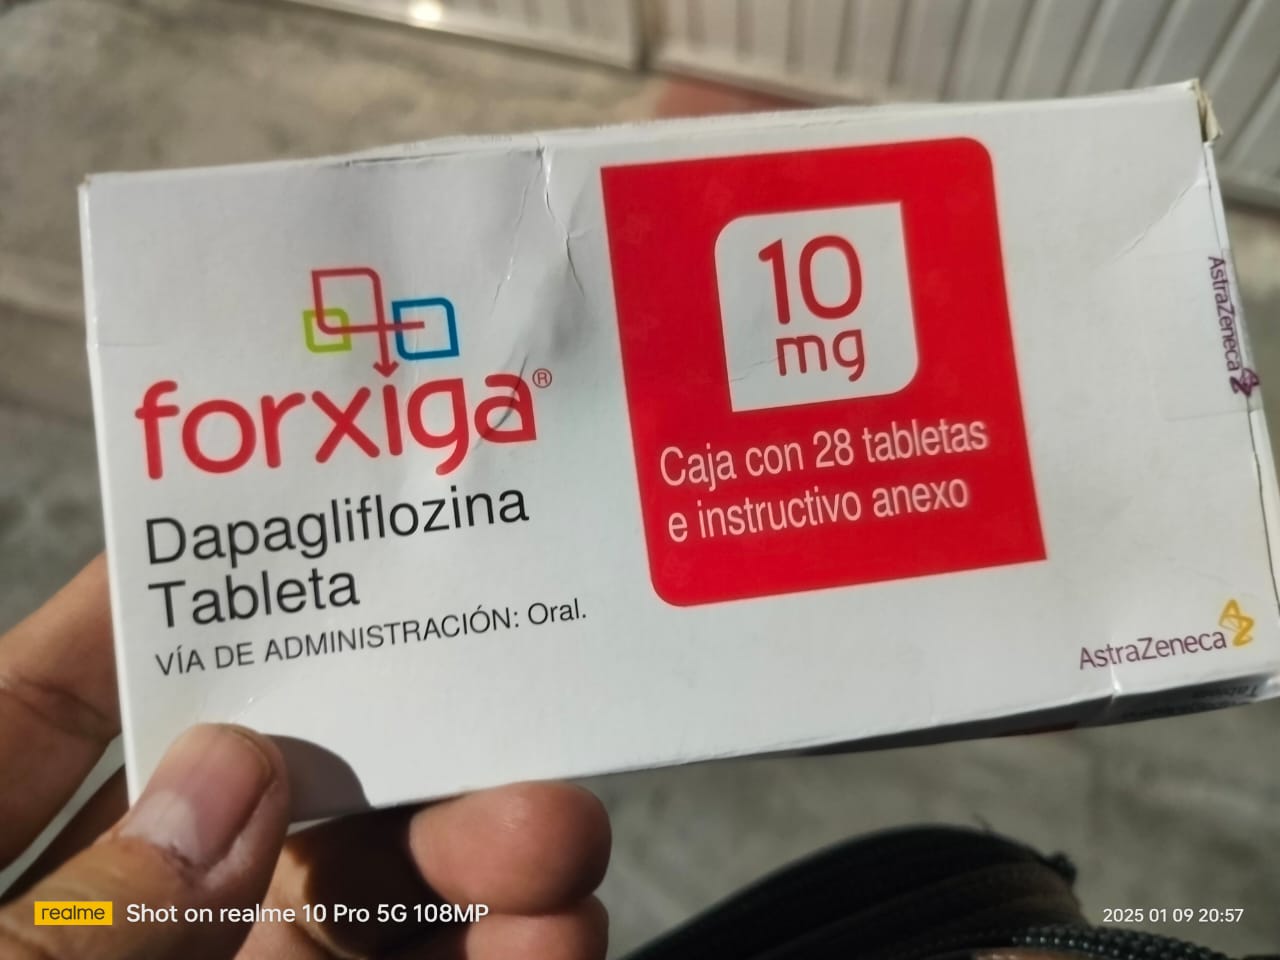 forxiga®
Dapagliflozina
Tableta
VÍA DE ADMINISTRACIÓN: Oral.
10
mg
Caja con 28 tabletas
e instructivo anexo
AstraZeneca
AstraZeneca
realme Shot on realme 10 Pro 5G 108MP
2025 01 09 20:57